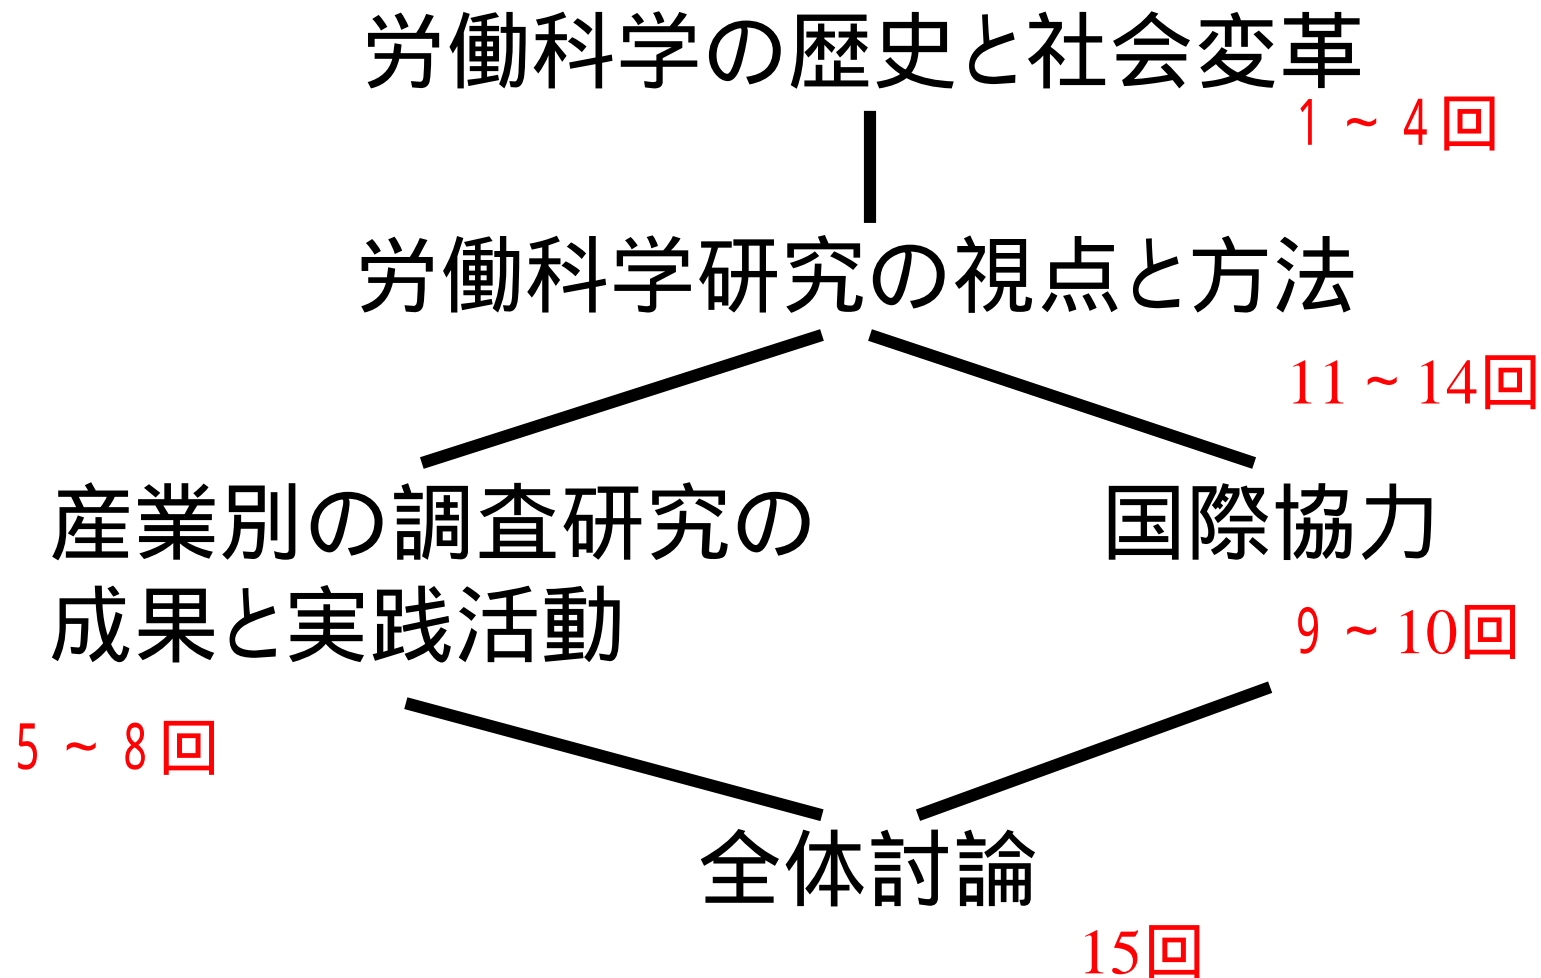 労働科学の歴史と社会変革
1 ~ 4 回
労働科学研究の視点と方法
11 ~ 14回
産業別の調査研究の
成果と実践活動
5 ~ 8 回
国際協力
9 ~ 10回
全体討論
15回